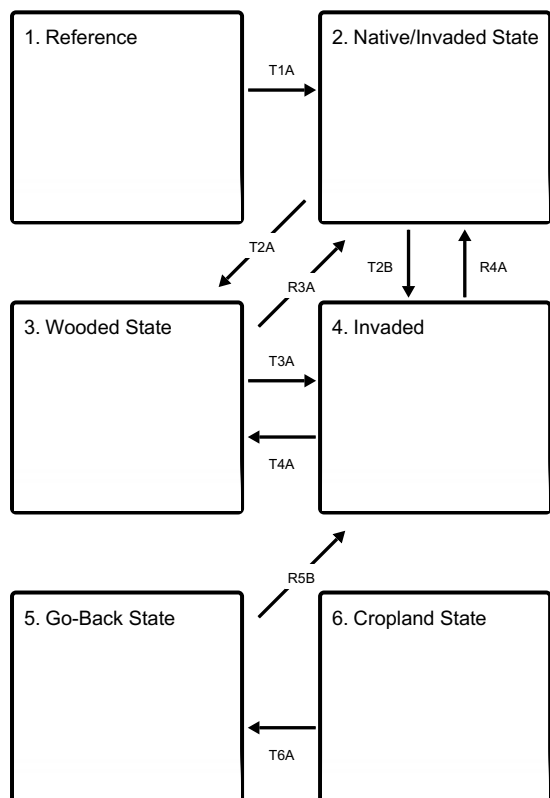 1. Reference
2. Native/Invaded State
T1A
T2A
R3A
T2B
R4A
3. Wooded State
4. Invaded
T3A
T4A
R5B
5. Go-Back State
6. Cropland State
T6A